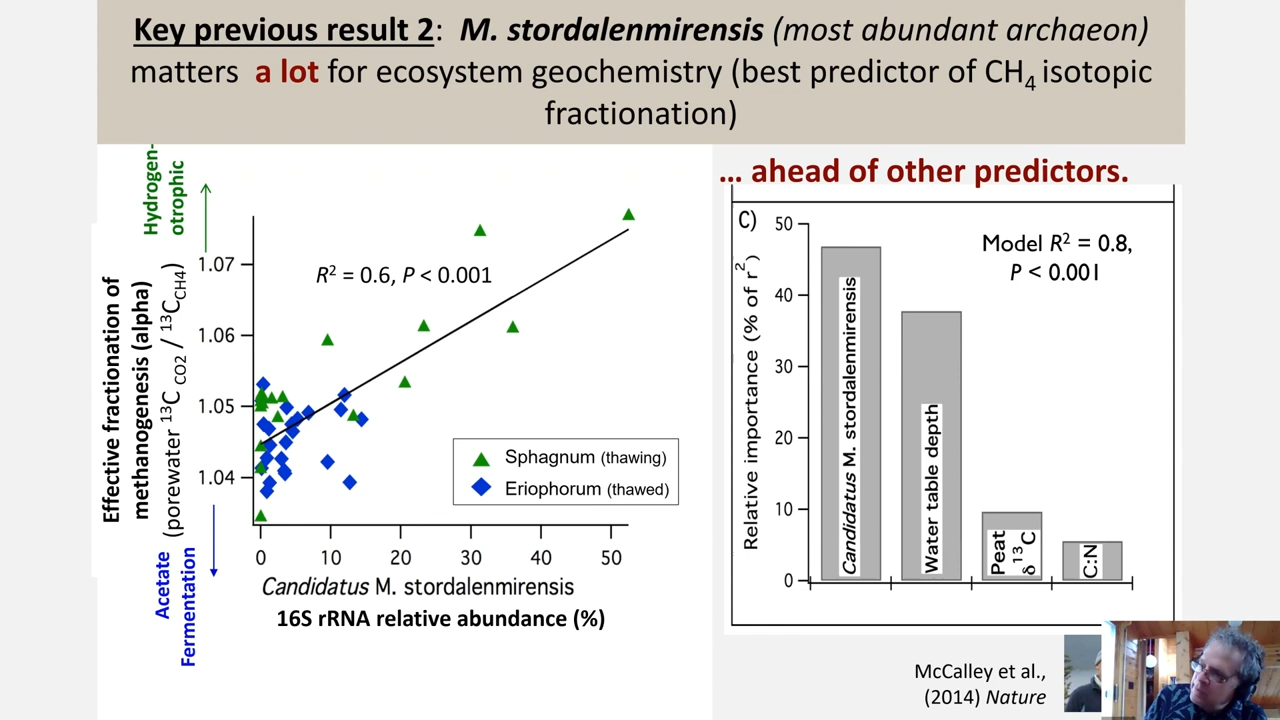 Key previous result 2: M. stordalenmirensis (most abundant archaeon)
matters a lot for ecosystem geochemistry (best predictor of CH4 isotopic
fractionation)
Hydrogen-
otrophic
Effective fractionation of
methanogenesis (alpha)
(porewater 13C CO2 / 13C CH4)
Acetate
Fermentation
1.07
1.06
1.05
1.04
R2 = 0.6, P < 0.001
Sphagnum (thawing)
Eriophorum (thawed)
0 10 20 30 40 50
Candidatus M. stordalenmirensis
16S rRNA relative abundance (%)
... ahead of other predictors.
C)
Relative importance (% of r2)
50
40
30
20
10
0
Model R2 = 0.8,
P < 0.001
Candidatus M. stordalenmirensis
Water table depth
Peat
δ 13C
C:N
McCalley et al.,
(2014) Nature